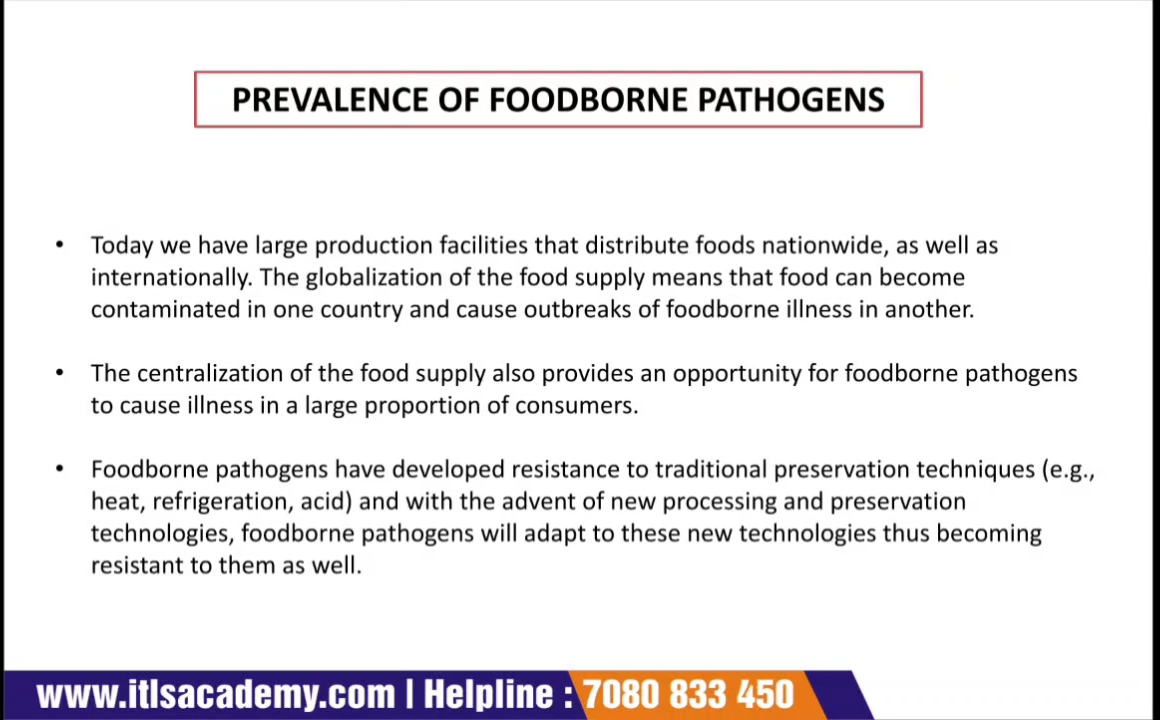 PREVALENCE OF FOODBORNE PATHOGENS
• Today we have large production facilities that distribute foods nationwide, as well as
internationally. The globalization of the food supply means that food can become
contaminated in one country and cause outbreaks of foodborne illness in another.
• The centralization of the food supply also provides an opportunity for foodborne pathogens
to cause illness in a large proportion of consumers.
• Foodborne pathogens have developed resistance to traditional preservation techniques (e.g.,
heat, refrigeration, acid) and with the advent of new processing and preservation
technologies, foodborne pathogens will adapt to these new technologies thus becoming
resistant to them as well.
www.itlsacademy.com | Helpline : 7080 833 450